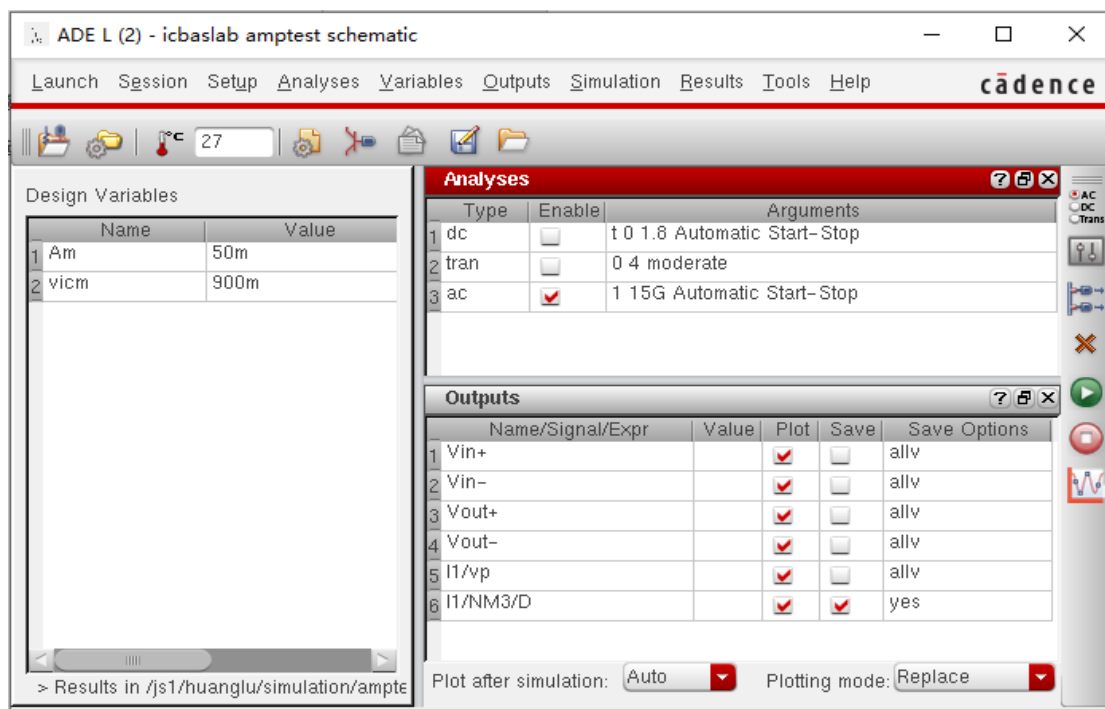 ADE L (2) - icbaslab amptest schematic
Launch Session Setup Analyses Variables Outputs Simulation Results Tools Help cādence
°C 27
Design Variables
Name Value
1 Am 50m
2 vicm 900m
> Results in /js1/huanglu/simulation/ampte
Analyses
Type Enable Arguments
1 dc t 0 1.8 Automatic Start-Stop
2 tran 0 4 moderate
3 ac 1 15G Automatic Start-Stop
Outputs
Name/Signal/Expr Value Plot Save Save Options
1 Vin+ allv
2 Vin- allv
3 Vout+ allv
4 Vout- allv
5 I1/vp allv
6 I1/NM3/D yes
Plot after simulation: Auto Plotting mode: Replace
AC
DC
Trans